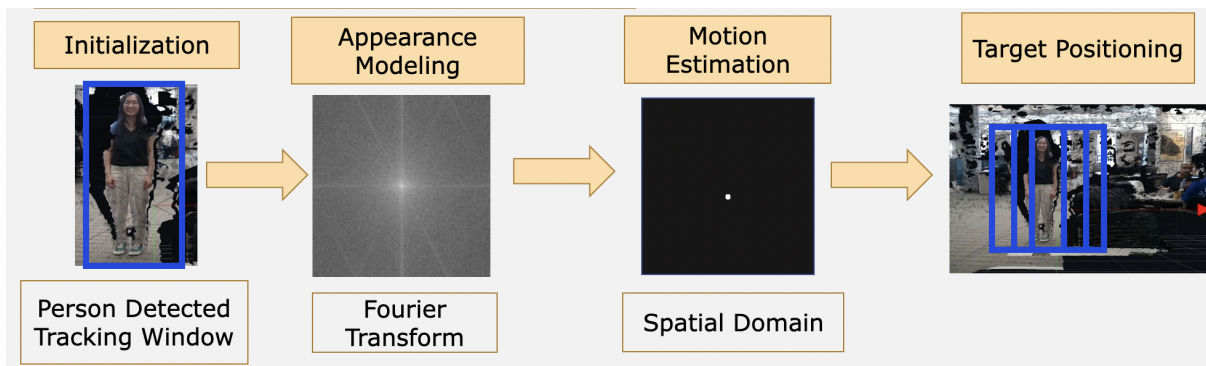 Initialization
Appearance
Modeling
Motion
Estimation
Target Positioning
Person Detected
Tracking Window
Fourier
Transform
Spatial Domain